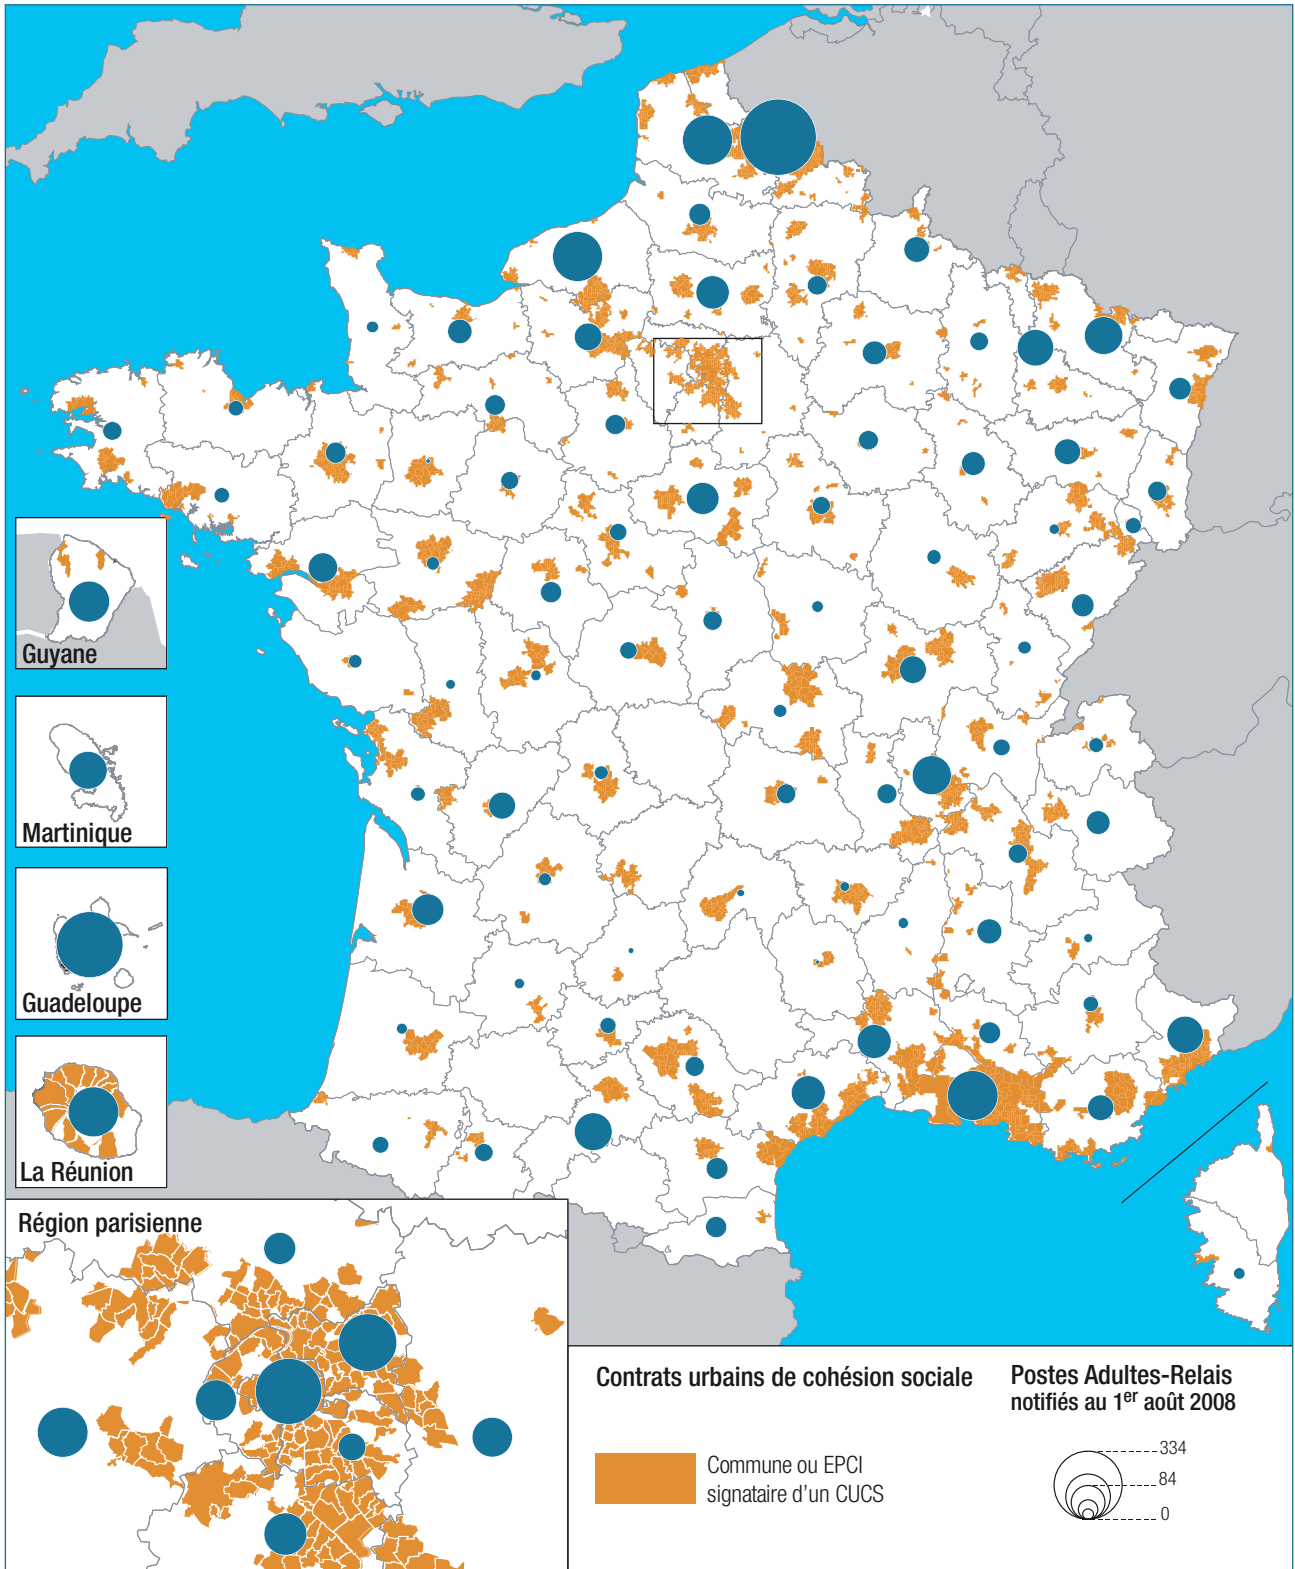 Guyane
Martinique
Guadeloupe
La Réunion
Région parisienne
Contrats urbains de cohésion sociale
Commune ou EPCI
signataire d'un CUCS
Postes Adultes-Relais
notifiés au 1er août 2008
334
84
0